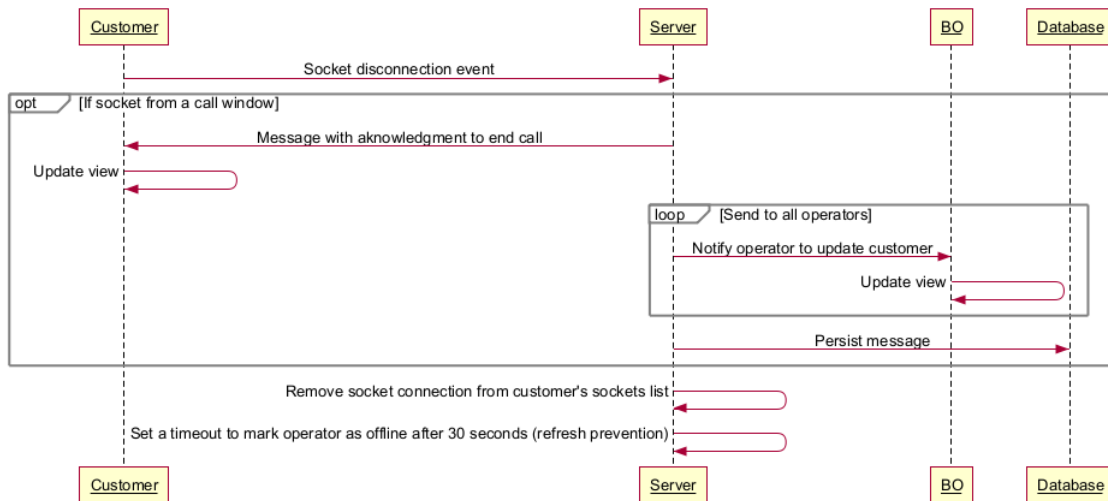 Customer Server BO Database
Socket disconnection event
opt [If socket from a call window]
Message with aknowledgment to end call
Update view
loop [Send to all operators]
Notify operator to update customer
Update view
Persist message
Remove socket connection from customer's sockets list
Set a timeout to mark operator as offline after 30 seconds (refresh prevention)
Customer Server BO Database